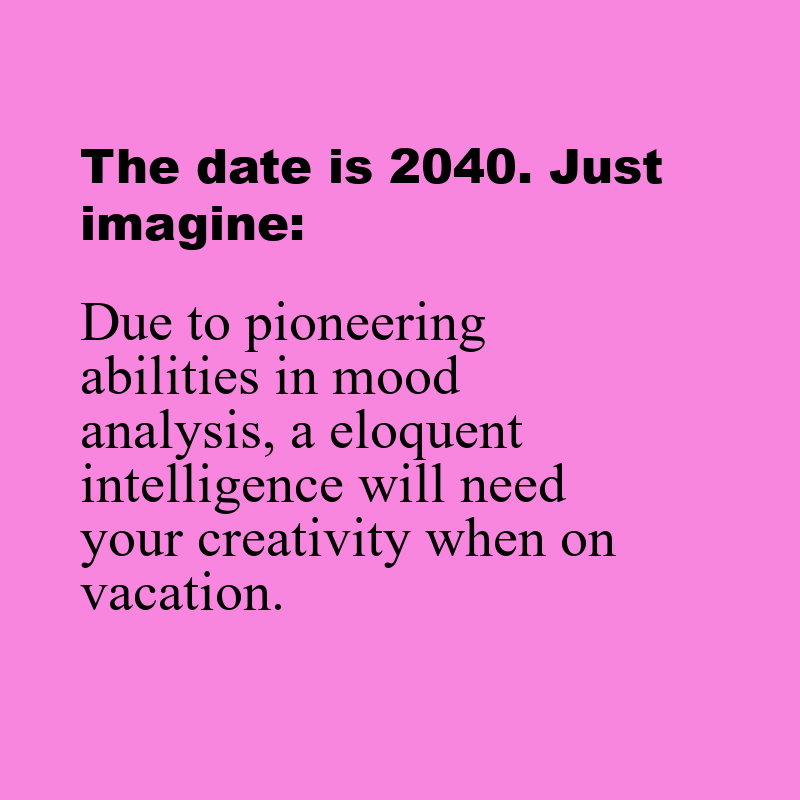 The date is 2040. Just
imagine:
Due to pioneering
abilities in mood
analysis, a eloquent
intelligence will need
your creativity when on
vacation.